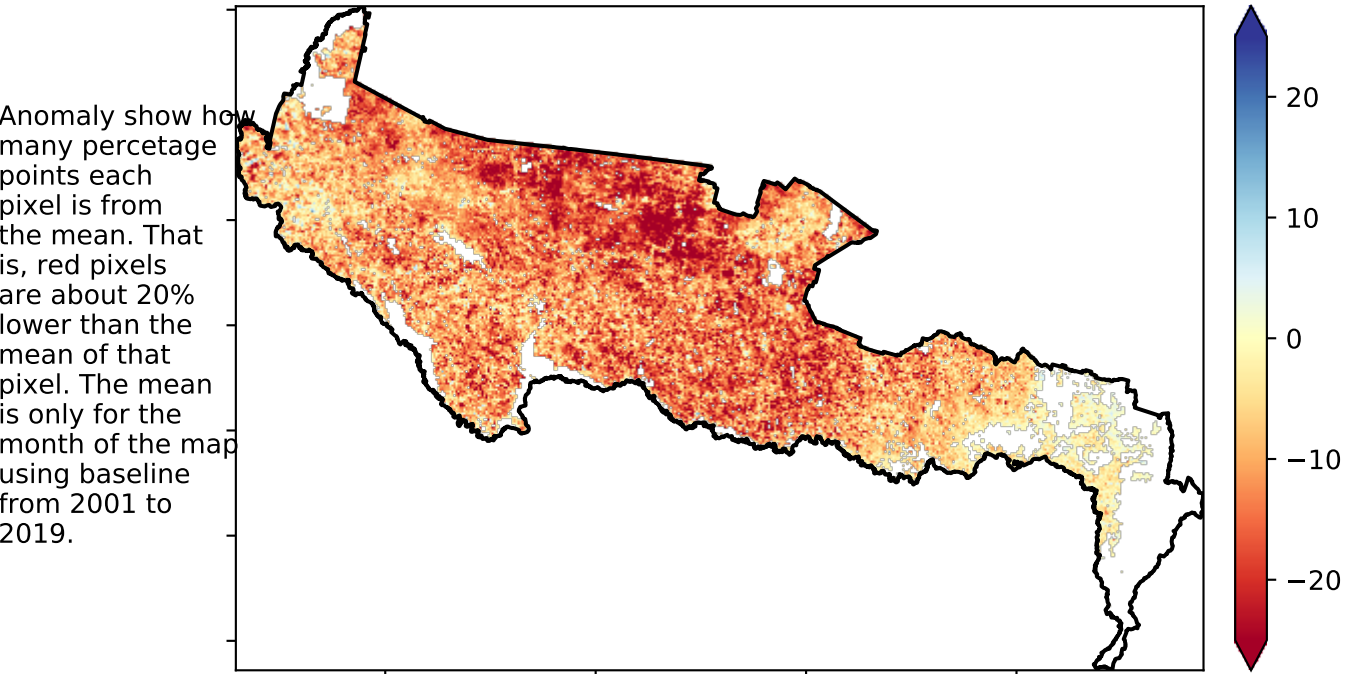 Anomaly show how
many percetage
points each
pixel is from
the mean. That
is, red pixels
are about 20%
lower than the
mean of that
pixel. The mean
is only for the
month of the map
using baseline
from 2001 to
2019.
20
10
0
−10
−20